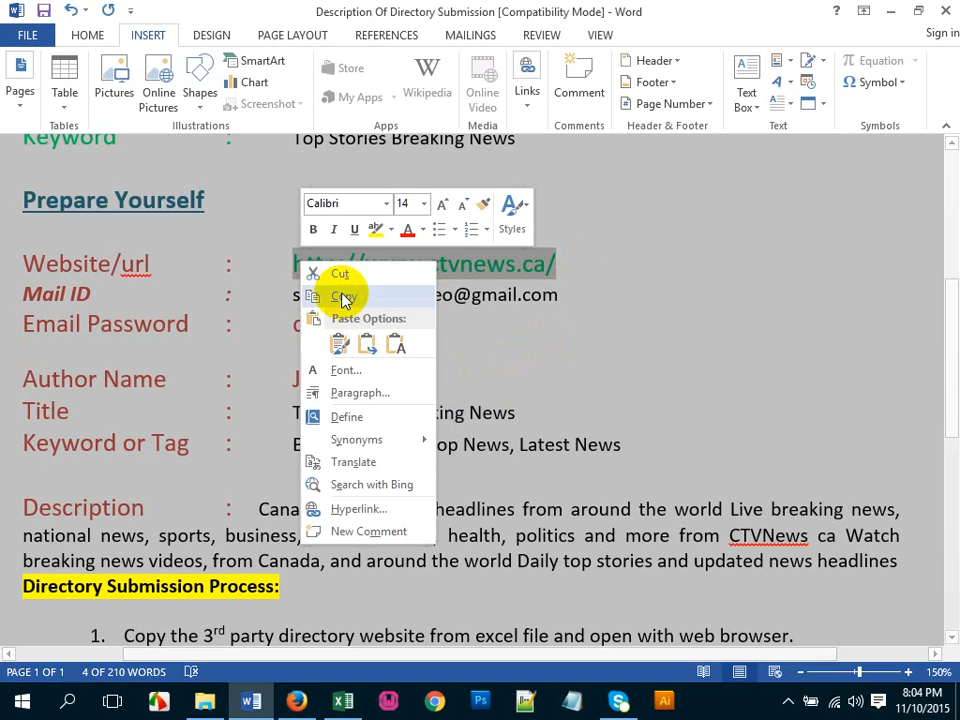 Description Of Directory Submission [Compatibility Mode] - Word
?
FILE HOME INSERT DESIGN PAGE LAYOUT REFERENCES MAILINGS REVIEW VIEW Sign in
Pages
Table
Pictures
Online Pictures
Shapes
SmartArt
Chart
Screenshot
Store
My Apps
Wikipedia
Online Video
Links
Comment
Header
Footer
Page Number
Text Box
Equation
Symbol
Tables Illustrations Apps Media Comments Header & Footer Text Symbols
Keyword : Top Stories Breaking News
Prepare Yourself
Calibri 14
B I U A
Styles
Website/url : tvnews.ca/
Mail ID : eo@gmail.com
Email Password :
Author Name :
Title : king News
Keyword or Tag : op News, Latest News
Cut
Copy
Paste Options:
Font...
Paragraph...
Define
Synonyms
Translate
Search with Bing
Hyperlink...
New Comment
Description : headlines from around the world Live breaking news,
national news, sports, business, health, politics and more from CTVNews ca Watch
breaking news videos, from Canada, and around the world Daily top stories and updated news headlines
Directory Submission Process:
1. Copy the 3rd party directory website from excel file and open with web browser.
PAGE 1 OF 1 4 OF 210 WORDS 150%
8:04 PM
11/10/2015